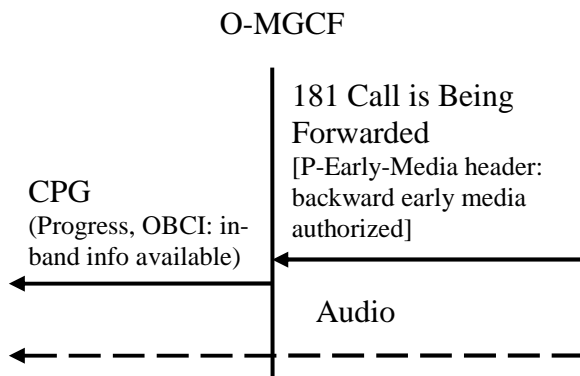 O-MGCF
181 Call is Being
Forwarded
[P-Early-Media header:
backward early media
authorized]
CPG
(Progress, OBCI: in-
band info available)
Audio